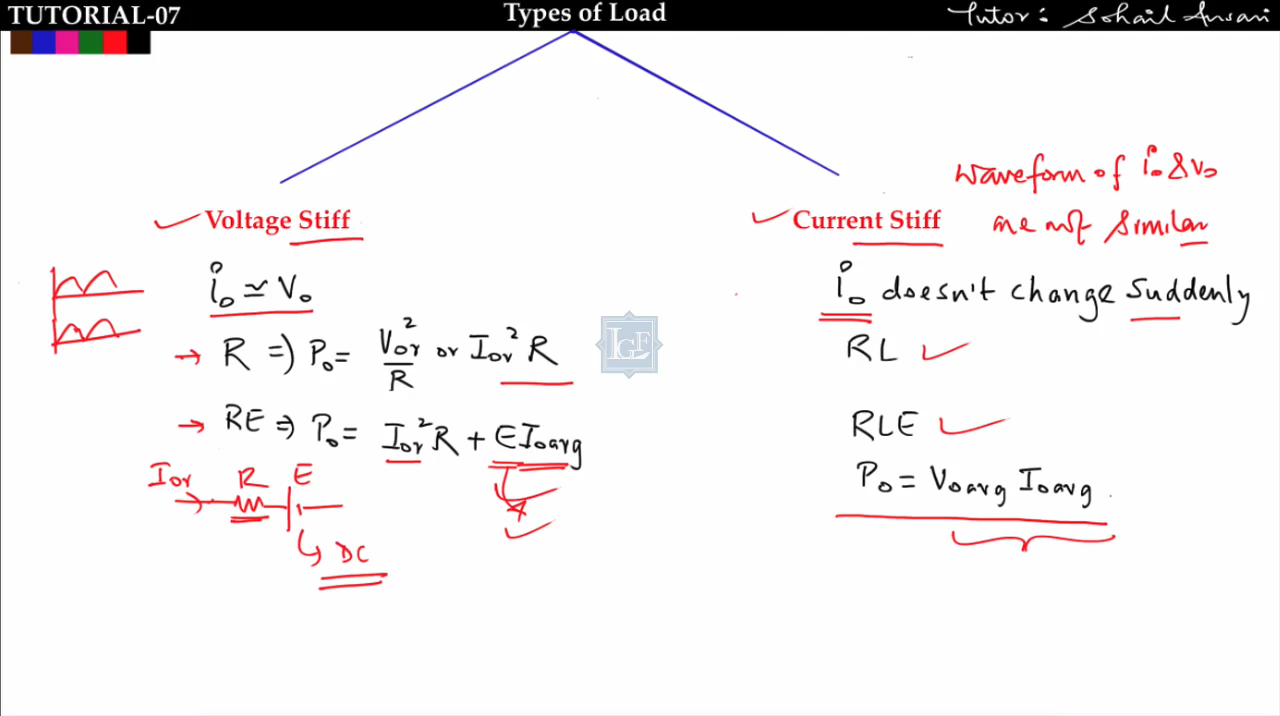 TUTORIAL-07
Types of Load
Tutor: Sohail Ansari
Voltage Stiff
i₀ ≃ V₀
→ R ⇒ P₀ = V₀ᵣ²/R or I₀ᵣ² R
→ RE ⇒ P₀ = I₀ᵣ² R + E I₀avg
I₀ᵣ R E
↳ DC
LGF
Current Stiff
waveform of i₀ & v₀
are not similar
i₀ doesn't change suddenly
RL
RLE
P₀ = V₀avg I₀avg